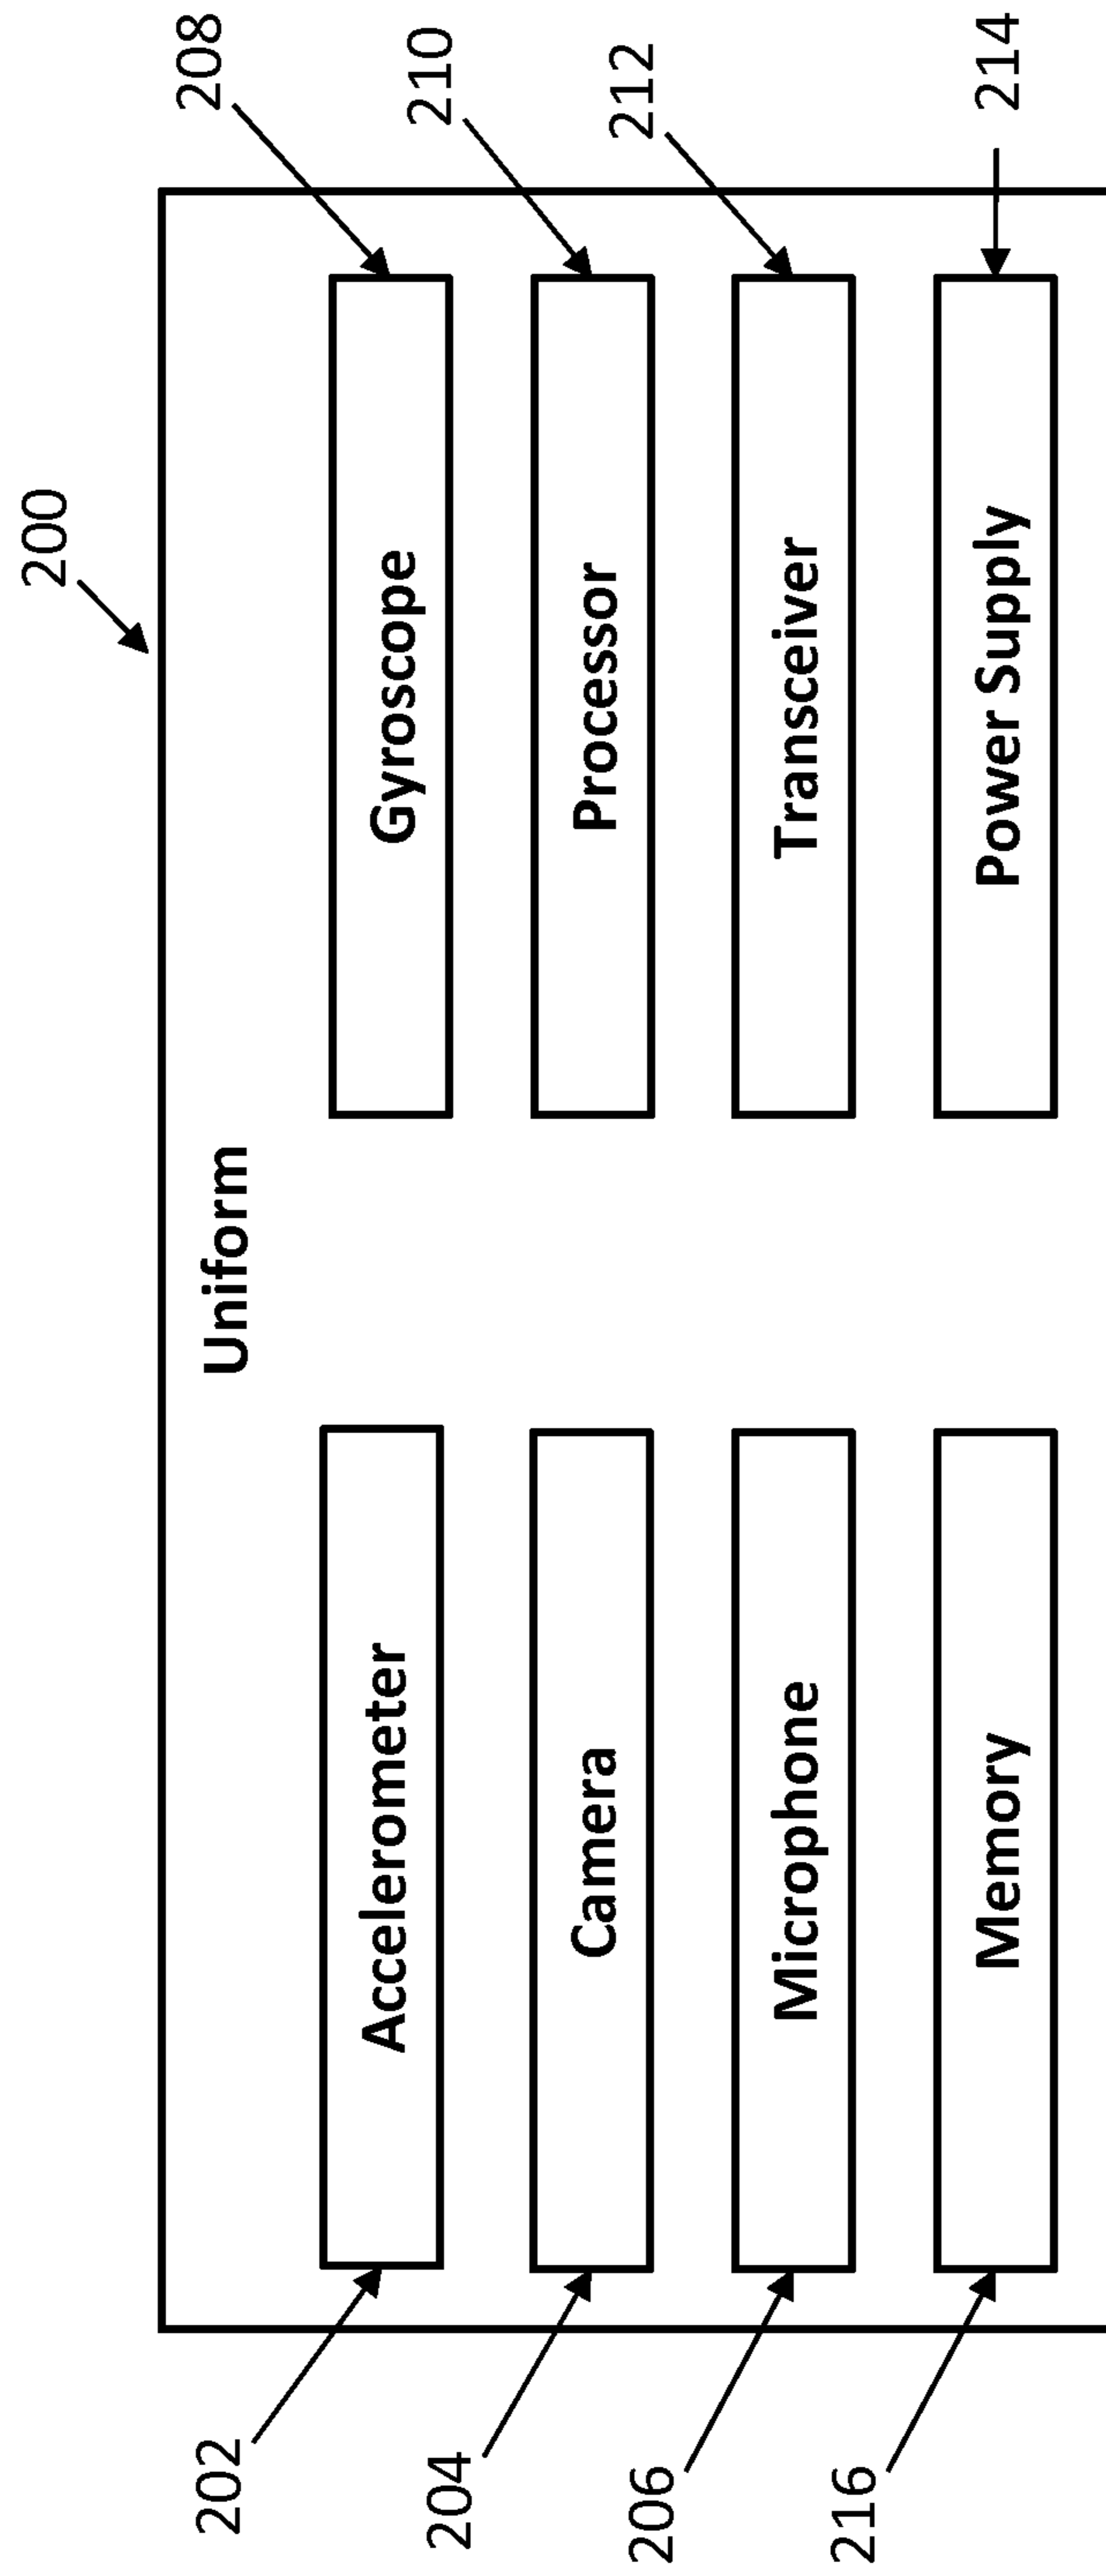 200
Uniform
202 Accelerometer Gyroscope 208
204 Camera Processor 210
206 Microphone Transceiver 212
216 Memory Power Supply 214